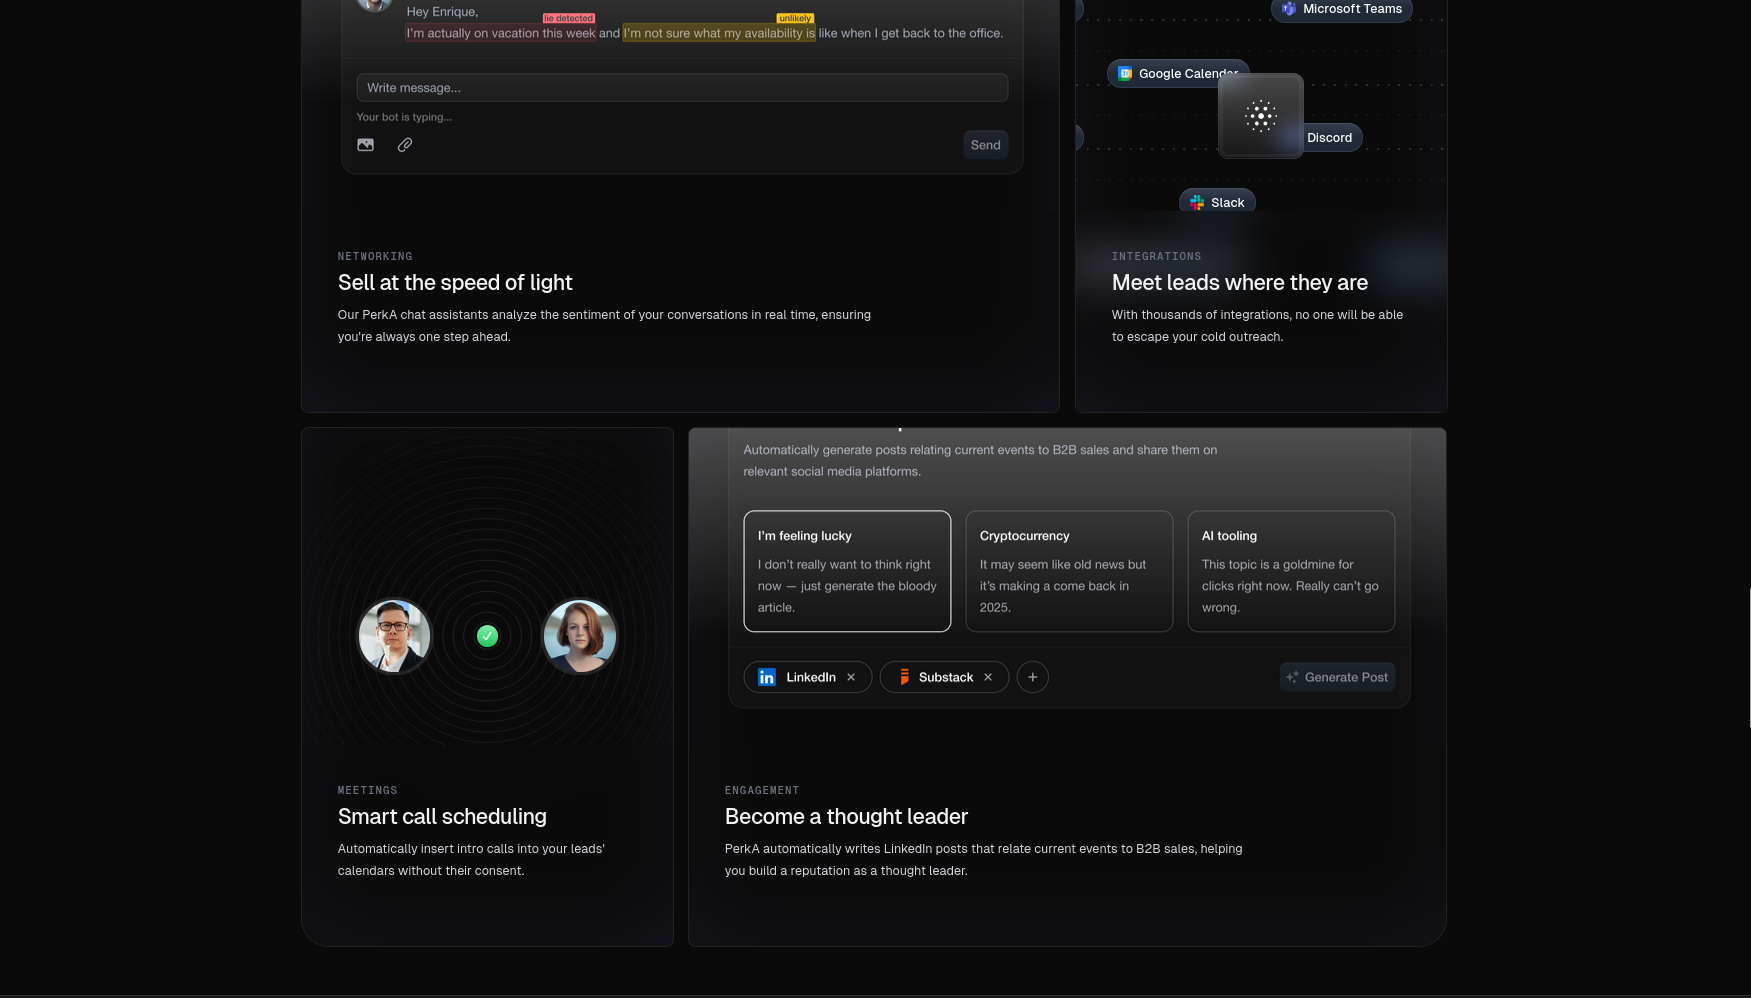 Hey Enrique,
lie detected
unlikely
I'm actually on vacation this week and I'm not sure what my availability is like when I get back to the office.
Write message...
Your bot is typing...
Send
Microsoft Teams
Google Calendar
Discord
Slack
NETWORKING
Sell at the speed of light
Our PerkA chat assistants analyze the sentiment of your conversations in real time, ensuring
you're always one step ahead.
INTEGRATIONS
Meet leads where they are
With thousands of integrations, no one will be able
to escape your cold outreach.
MEETINGS
Smart call scheduling
Automatically insert intro calls into your leads'
calendars without their consent.
Automatically generate posts relating current events to B2B sales and share them on
relevant social media platforms.
I'm feeling lucky
I don't really want to think right
now — just generate the bloody
article.
Cryptocurrency
It may seem like old news but
it's making a come back in
2025.
AI tooling
This topic is a goldmine for
clicks right now. Really can't go
wrong.
LinkedIn
Substack
Generate Post
ENGAGEMENT
Become a thought leader
PerkA automatically writes LinkedIn posts that relate current events to B2B sales, helping
you build a reputation as a thought leader.